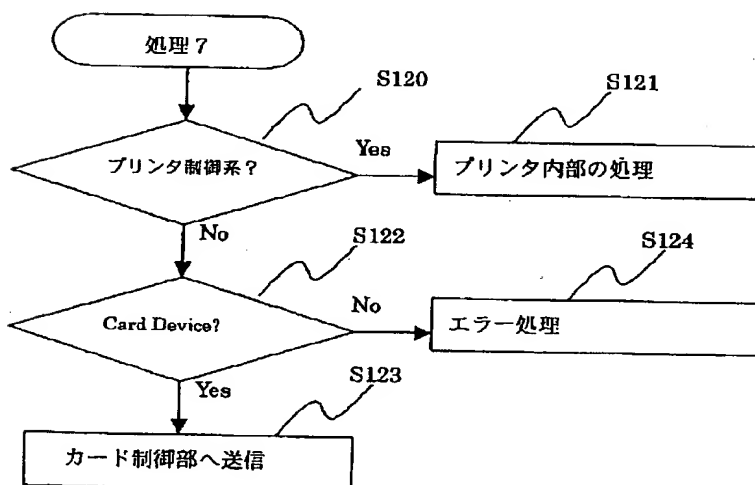 処理７
S120
S121
プリンタ制御系？
Yes
プリンタ内部の処理
No
S122
S124
Card Device?
No
エラー処理
Yes
S123
カード制御部へ送信